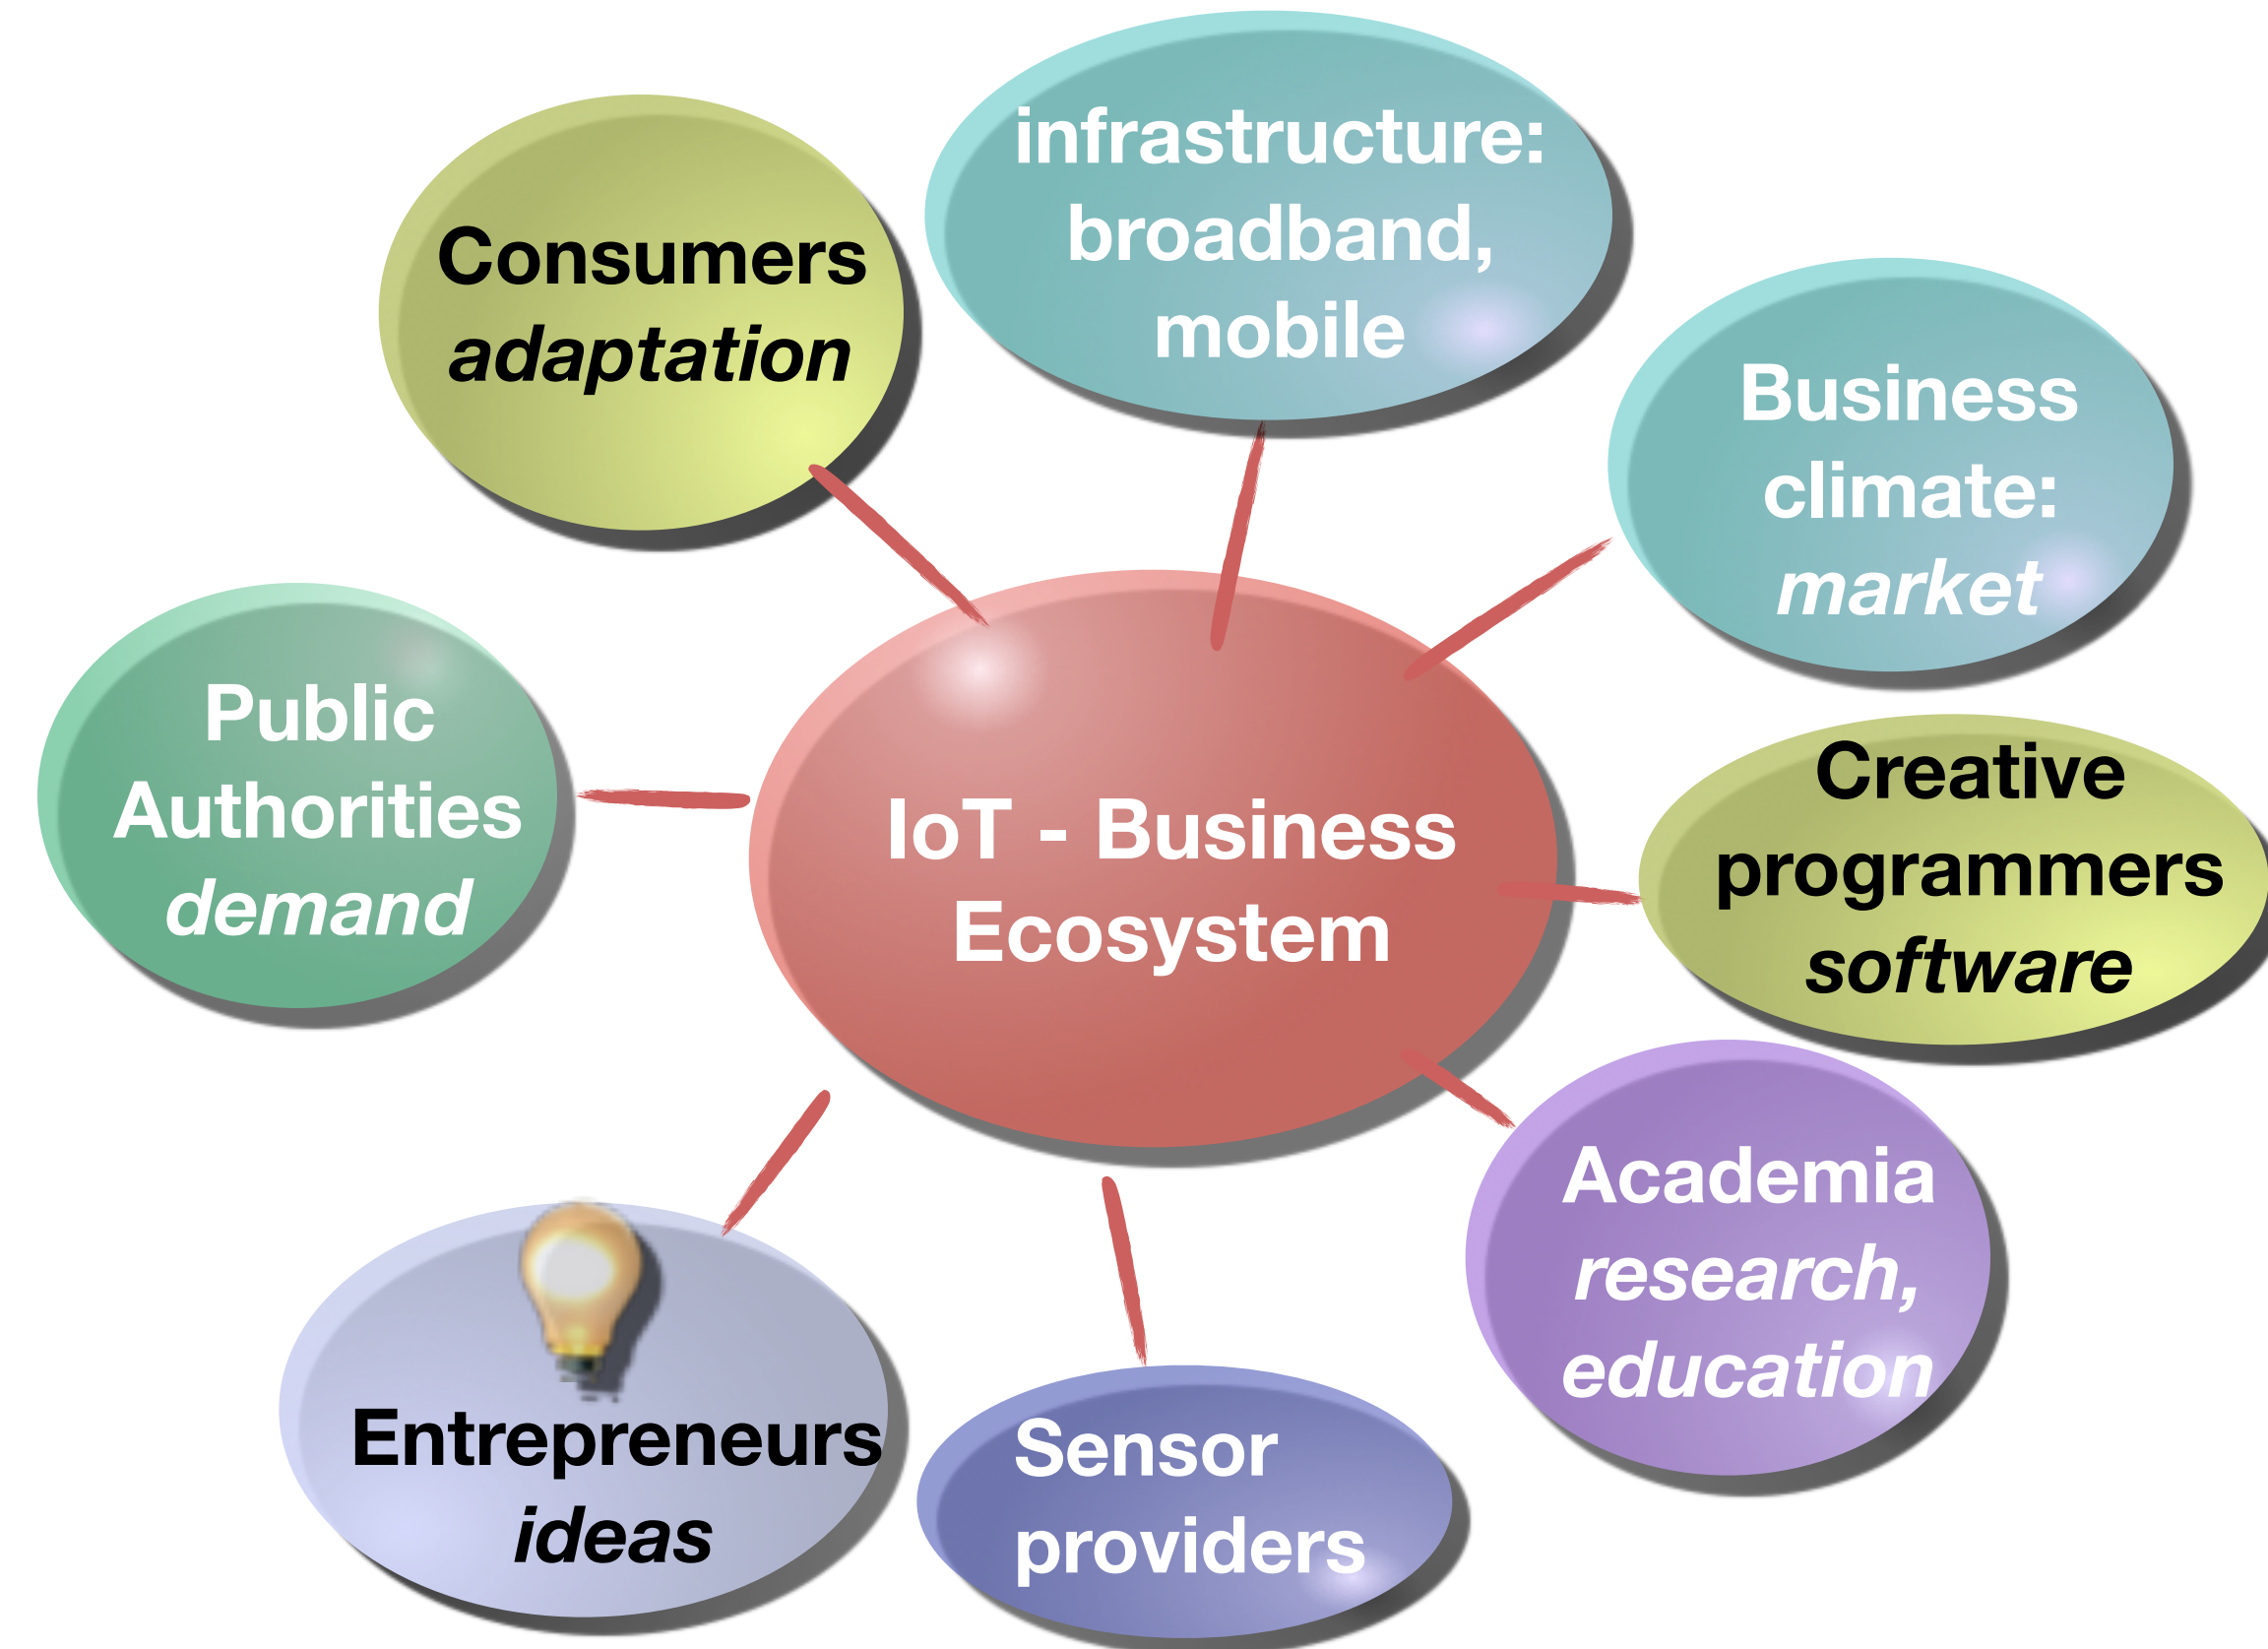 infrastructure:
broadband,
mobile
Consumers
adaptation
Business
climate:
market
Public
Authorities
demand
IoT - Business
Ecosystem
Creative
programmers
software
Academia
research,
education
Entrepreneurs
ideas
Sensor
providers